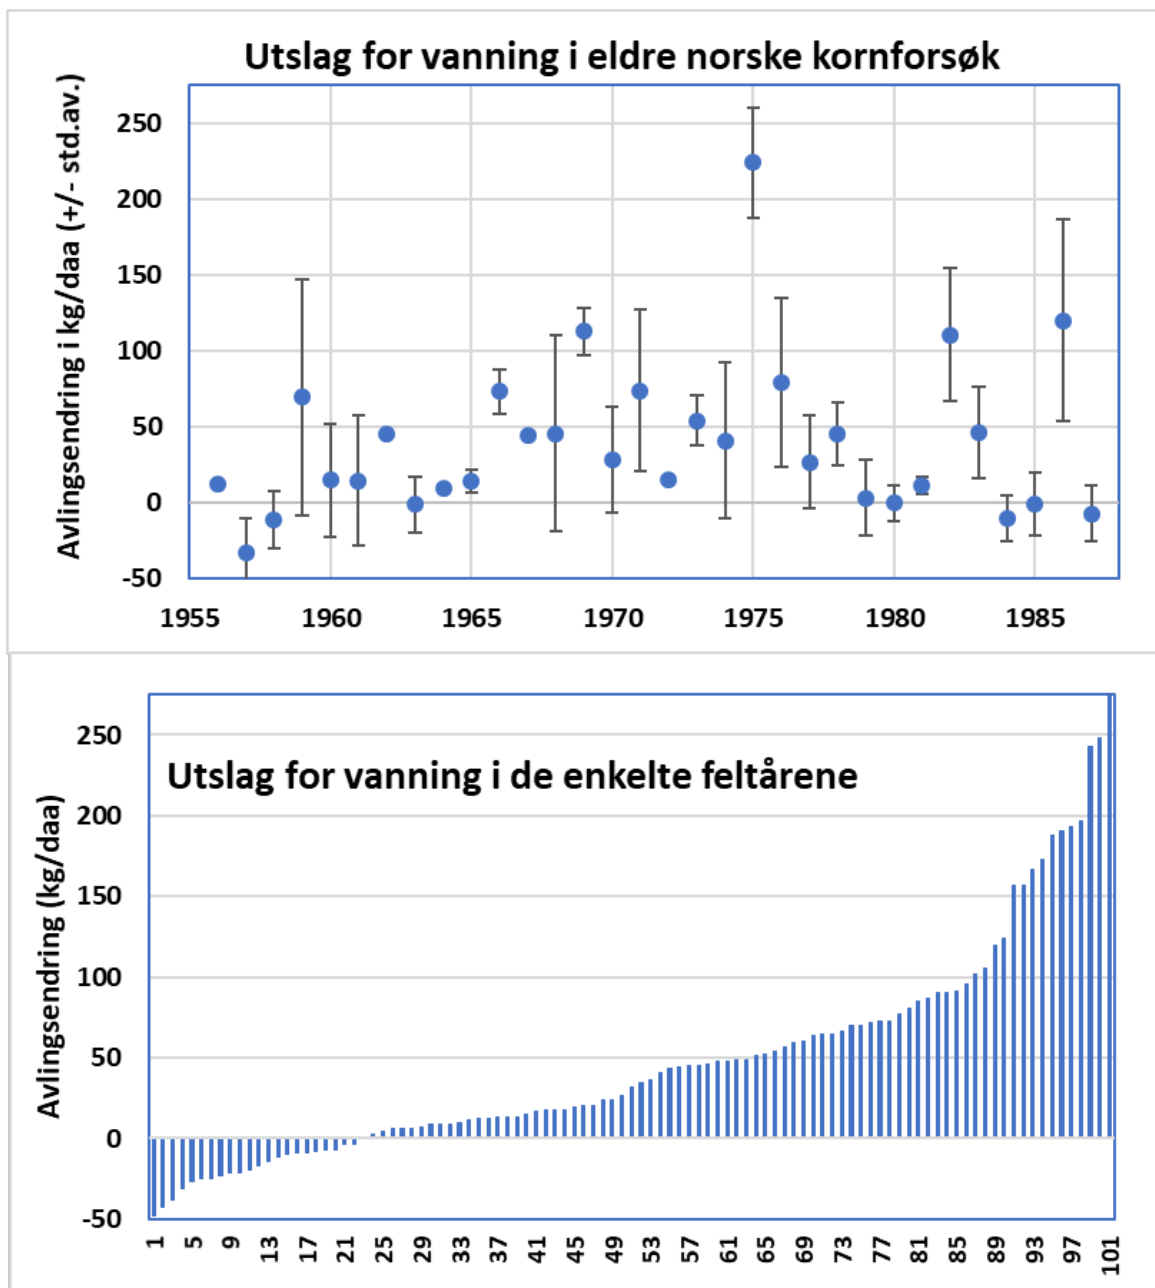 Utslag for vanning i eldre norske kornforsøk
Avlingsendring i kg/daa (+/- std.av.)
250
200
150
100
50
0
-50
1955 1960 1965 1970 1975 1980 1985
Utslag for vanning i de enkelte feltårene
Avlingsendring (kg/daa)
250
200
150
100
50
0
-50
1 5 9 13 17 21 25 29 33 37 41 45 49 53 57 61 65 69 73 77 81 85 89 93 97 101